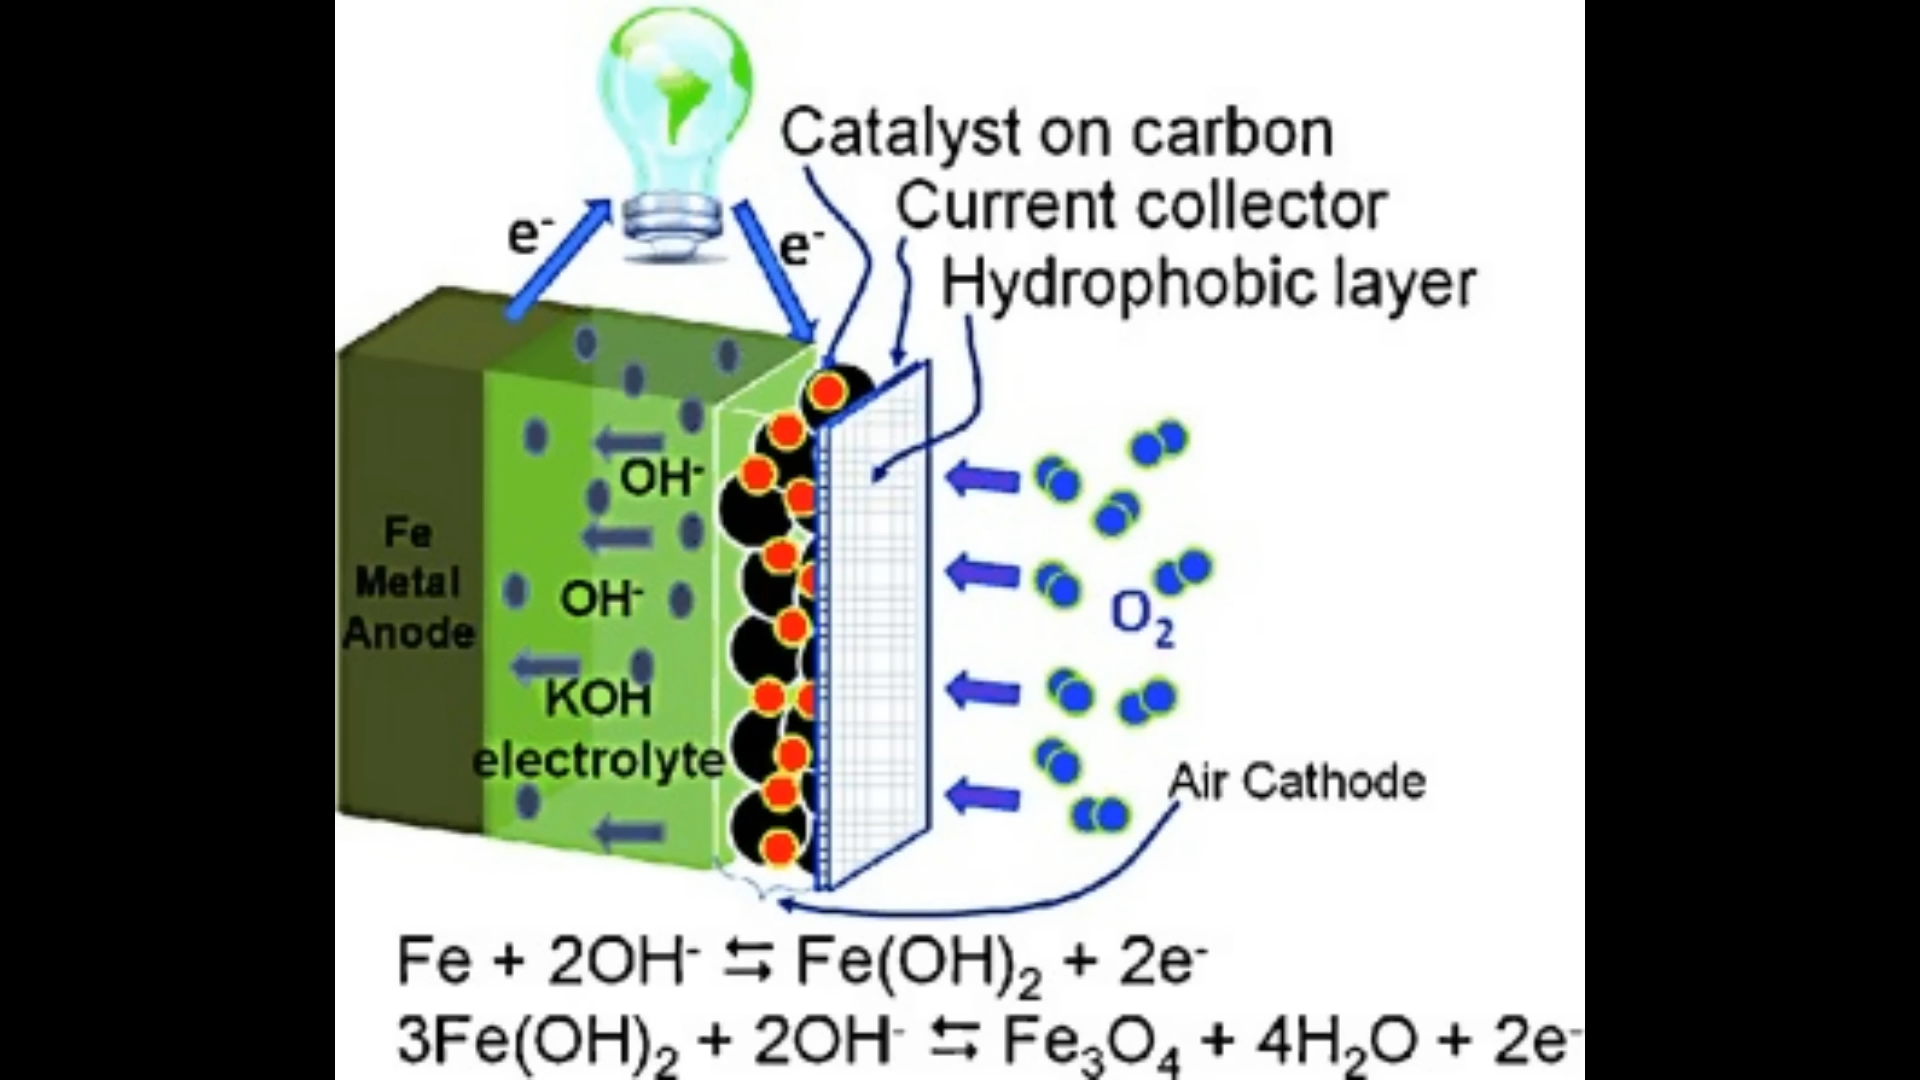 Catalyst on carbon
Current collector
Hydrophobic layer
e⁻
e⁻
OH⁻
Fe
Metal
Anode
OH⁻
O₂
KOH
electrolyte
Air Cathode
Fe + 2OH⁻ ⇆ Fe(OH)₂ + 2e⁻
3Fe(OH)₂ + 2OH⁻ ⇆ Fe₃O₄ + 4H₂O + 2e⁻